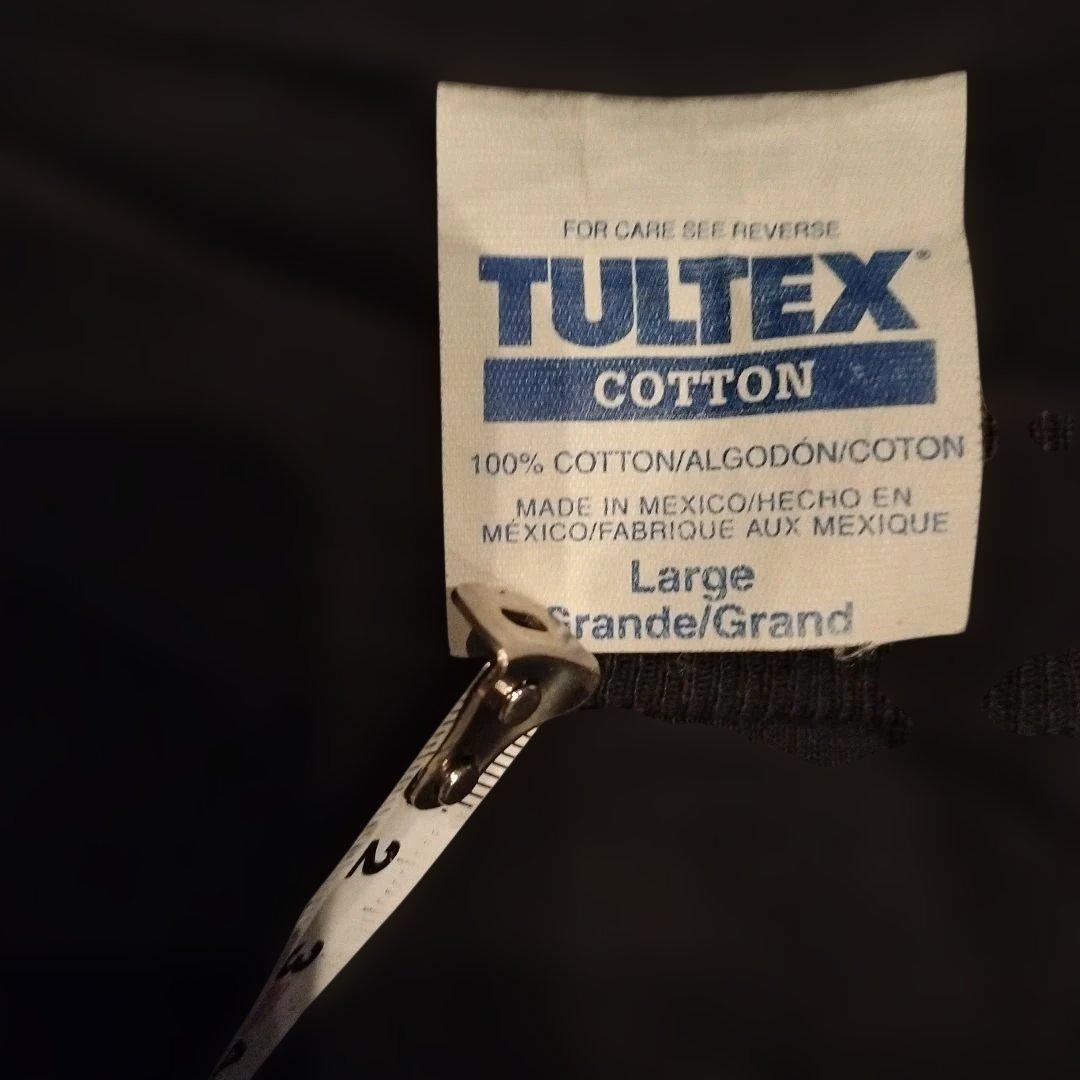 FOR CARE SEE REVERSE
TULTEX®
COTTON
100% COTTON/ALGODÓN/COTON
MADE IN MEXICO/HECHO EN
MÉXICO/FABRIQUE AUX MEXIQUE
Large
Grande/Grand
2
3